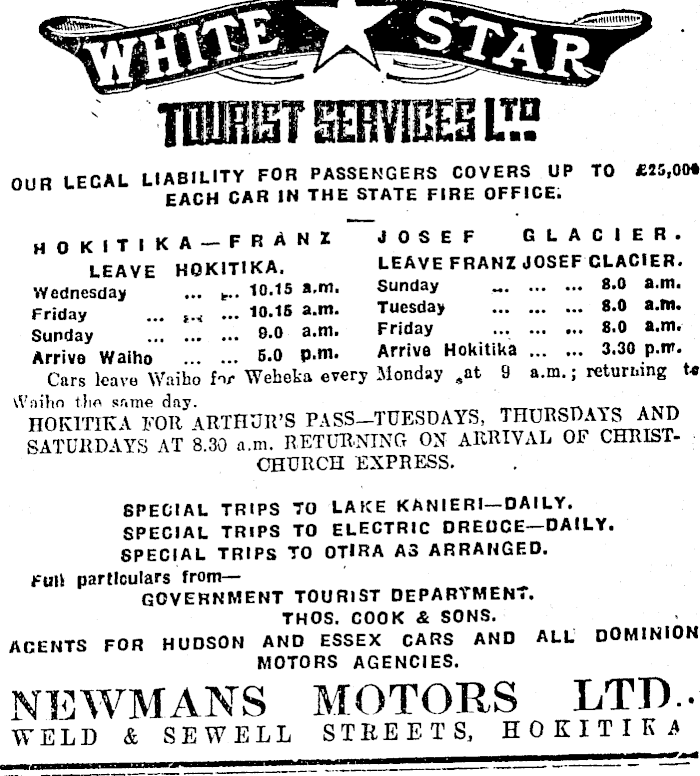 WHITE STAR
TOURIST SERVICES LTD
OUR LEGAL LIABILITY FOR PASSENGERS COVERS UP TO £25,000
EACH CAR IN THE STATE FIRE OFFICE.
HOKITIKA—FRANZ JOSEF GLACIER.
LEAVE HOKITIKA.
Wednesday ... ... 10.15 a.m.
Friday ... ... ... 10.15 a.m.
Sunday ... ... ... 9.0 a.m.
Arrive Waiho ... ... 5.0 p.m.
LEAVE FRANZ JOSEF GLACIER.
Sunday ... ... ... 8.0 a.m.
Tuesday ... ... ... 8.0 a.m.
Friday ... ... ... 8.0 a.m.
Arrive Hokitika ... ... 3.30 p.m.
Cars leave Waiho for Weheka every Monday at 9 a.m.; returning to
Waiho the same day.
HOKITIKA FOR ARTHUR'S PASS—TUESDAYS, THURSDAYS AND
SATURDAYS AT 8.30 a.m. RETURNING ON ARRIVAL OF CHRIST-
CHURCH EXPRESS.
SPECIAL TRIPS TO LAKE KANIERI—DAILY.
SPECIAL TRIPS TO ELECTRIC DREDGE—DAILY.
SPECIAL TRIPS TO OTIRA AS ARRANGED.
Full particulars from—
GOVERNMENT TOURIST DEPARTMENT.
THOS. COOK & SONS.
AGENTS FOR HUDSON AND ESSEX CARS AND ALL DOMINION
MOTORS AGENCIES.
NEWMANS MOTORS LTD..
WELD & SEWELL STREETS, HOKITIKA